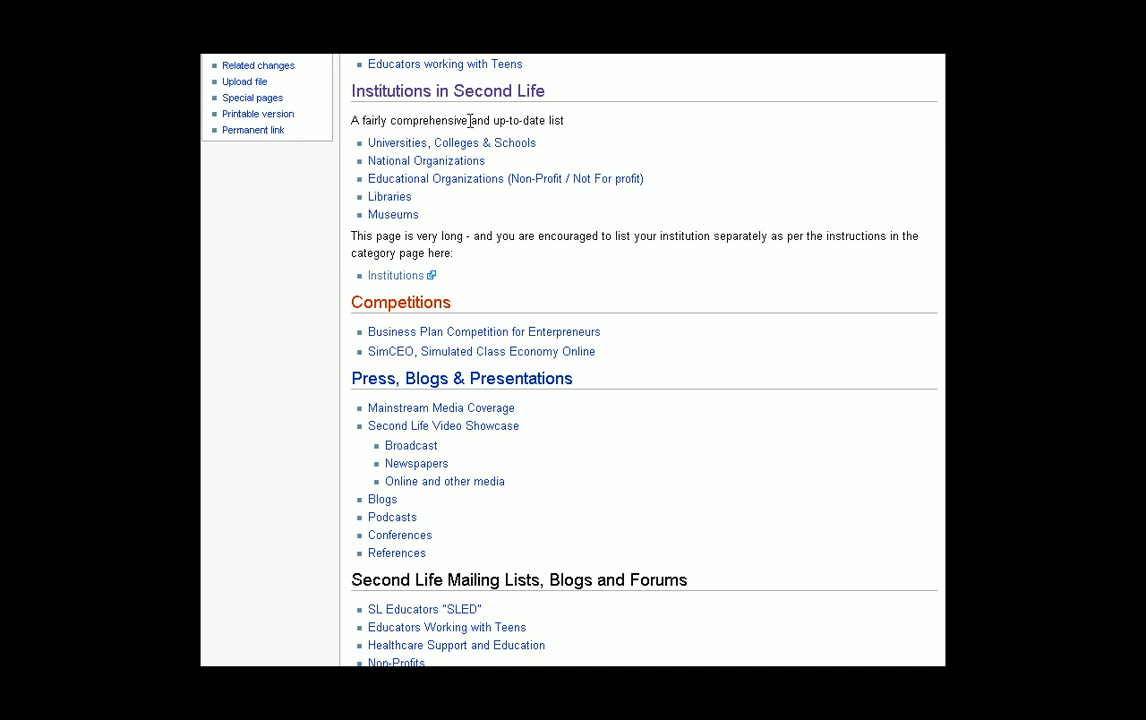 Related changes
Upload file
Special pages
Printable version
Permanent link
Educators working with Teens
Institutions in Second Life
A fairly comprehensive and up-to-date list
Universities, Colleges & Schools
National Organizations
Educational Organizations (Non-Profit / Not For profit)
Libraries
Museums
This page is very long - and you are encouraged to list your institution separately as per the instructions in the
category page here:
Institutions
Competitions
Business Plan Competition for Enterpreneurs
SimCEO, Simulated Class Economy Online
Press, Blogs & Presentations
Mainstream Media Coverage
Second Life Video Showcase
Broadcast
Newspapers
Online and other media
Blogs
Podcasts
Conferences
References
Second Life Mailing Lists, Blogs and Forums
SL Educators "SLED"
Educators Working with Teens
Healthcare Support and Education
Non-Profits